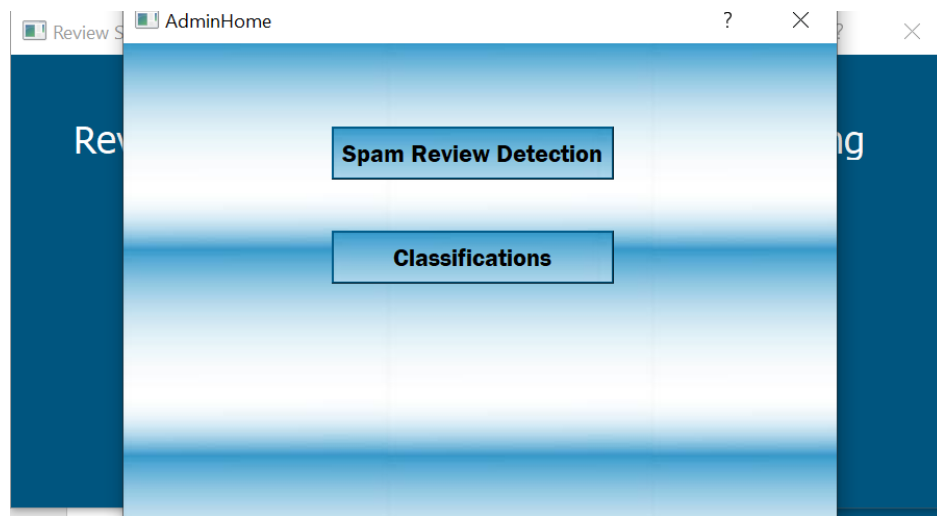 AdminHome
?
Review S
?
Rev
ng
Spam Review Detection
Classifications